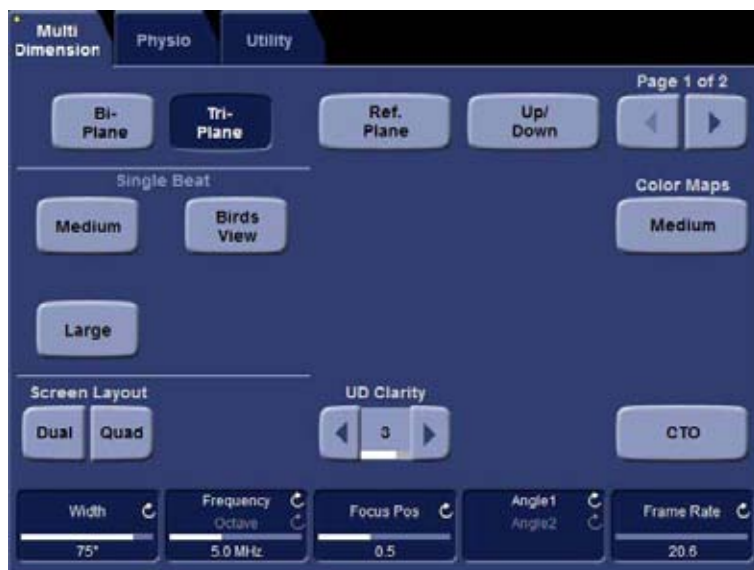 Multi
Dimension
Physio
Utility
Page 1 of 2
Bi-
Plane
Tri-
Plane
Ref.
Plane
Up/
Down
Single Beat
Color Maps
Medium
Birds
View
Medium
Large
Screen Layout
UD Clarity
Dual
Quad
3
CTO
Width
75°
Frequency
Octave
5.0 MHz
Focus Pos
0.5
Angle1
Angle2
Frame Rate
20.6